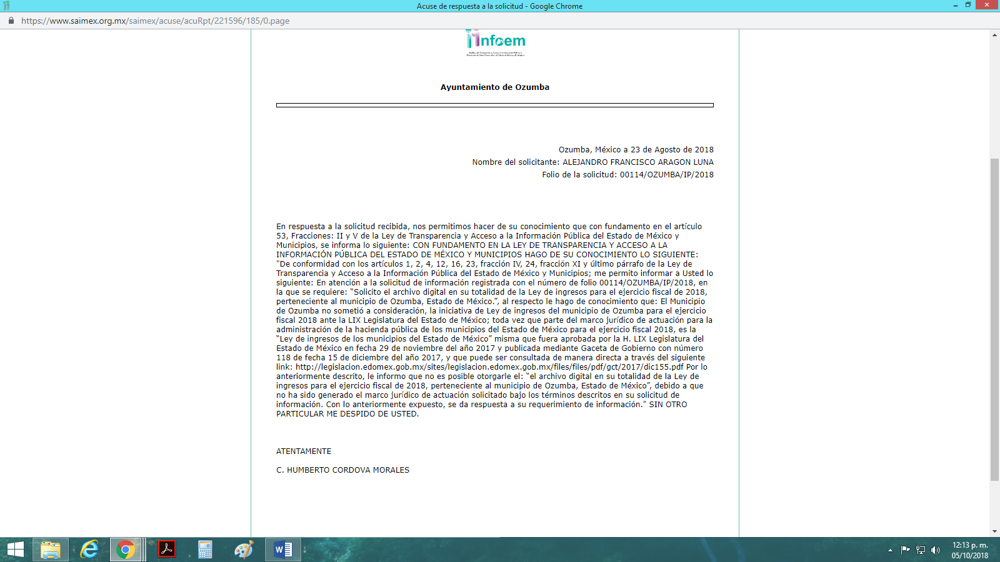 Acuse de respuesta a la solicitud - Google Chrome
https://www.saimex.org.mx/saimex/acuse/acuRpt/221596/185/0.page
infoem
Instituto de Transparencia, Acceso a la Información Pública y
Protección de Datos Personales del Estado de México y Municipios
Ayuntamiento de Ozumba
Ozumba, México a 23 de Agosto de 2018
Nombre del solicitante: ALEJANDRO FRANCISCO ARAGON LUNA
Folio de la solicitud: 00114/OZUMBA/IP/2018
En respuesta a la solicitud recibida, nos permitimos hacer de su conocimiento que con fundamento en el artículo
53, Fracciones: II y V de la Ley de Transparencia y Acceso a la Información Pública del Estado de México y
Municipios, se informa lo siguiente: CON FUNDAMENTO EN LA LEY DE TRANSPARENCIA Y ACCESO A LA
INFORMACIÓN PÚBLICA DEL ESTADO DE MÉXICO Y MUNICIPIOS HAGO DE SU CONOCIMIENTO LO SIGUIENTE:
"De conformidad con los artículos 1, 2, 4, 12, 16, 23, fracción IV, 24, fracción XI y último párrafo de la Ley de
Transparencia y Acceso a la Información Pública del Estado de México y Municipios; me permito informar a Usted lo
siguiente: En atención a la solicitud de información registrada con el número de folio 00114/OZUMBA/IP/2018, en
la que se requiere: “Solicito el archivo digital en su totalidad de la Ley de ingresos para el ejercicio fiscal de 2018,
perteneciente al municipio de Ozumba, Estado de México.”, al respecto le hago de conocimiento que: El Municipio
de Ozumba no sometió a consideración, la iniciativa de Ley de ingresos del municipio de Ozumba para el ejercicio
fiscal 2018 ante la LIX Legislatura del Estado de México; toda vez que parte del marco jurídico de actuación para la
administración de la hacienda pública de los municipios del Estado de México para el ejercicio fiscal 2018, es la
“Ley de ingresos de los municipios del Estado de México” misma que fuera aprobada por la H. LIX Legislatura del
Estado de México en fecha 29 de noviembre del año 2017 y publicada mediante Gaceta de Gobierno con número
118 de fecha 15 de diciembre del año 2017, y que puede ser consultada de manera directa a través del siguiente
link: http://legislacion.edomex.gob.mx/sites/legislacion.edomex.gob.mx/files/files/pdf/gct/2017/dic155.pdf Por lo
anteriormente descrito, le informo que no es posible otorgarle el: “el archivo digital en su totalidad de la Ley de
ingresos para el ejercicio fiscal de 2018, perteneciente al municipio de Ozumba, Estado de México”, debido a que
no ha sido generado el marco jurídico de actuación solicitado bajo los términos descritos en su solicitud de
información. Con lo anteriormente expuesto, se da respuesta a su requerimiento de información." SIN OTRO
PARTICULAR ME DESPIDO DE USTED.
ATENTAMENTE
C. HUMBERTO CORDOVA MORALES
12:13 p. m.
05/10/2018